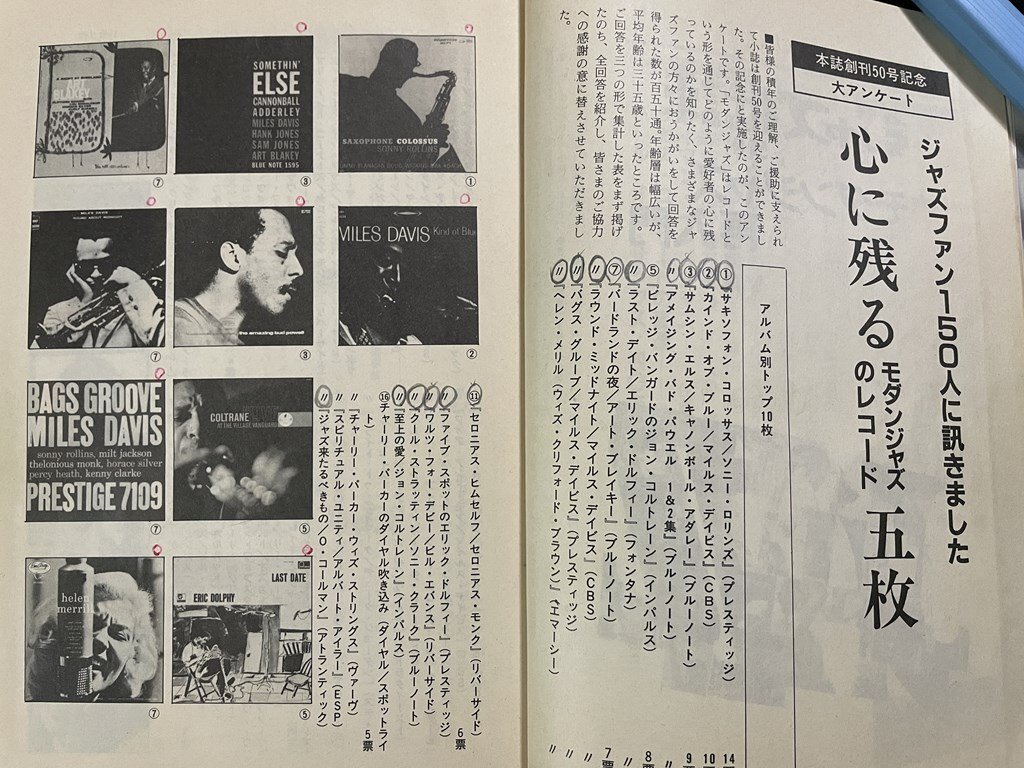 本誌創刊50号記念
大アンケート
ジャズファン150人に訊きました
心に残る
モダンジャズ
のレコード
五枚
■皆様の積年のご理解、ご援助に支えられ
て小誌は創刊50号を迎えることができまし
た。その記念にと実施したのが、このアン
ケートです。「モダンジャズ」はレコードと
いう形を通じてどのように愛好者の心に残
っているのかを知りたく、さまざまなジャ
ズファンの方々におうかがいをして回答を
得られた数が百五十通。年齢層は幅広いが、
平均年齢は三十五歳といったところです。
ご回答を三つの形で集計した表をまず掲げ
たのち、全回答を紹介し、皆さまのご協力
への感謝の意に替えさせていただきまし
た。
アルバム別トップ10枚
①『サキソフォン・コロッサス/ソニー・ロリンズ』(プレスティッジ) 14
②『カインド・オブ・ブルー/マイルス・デイビス』(CBS) 10
③『サムシン・エルス/キャノンボール・アダレー』(ブルーノート) 9
〃『アメイジング・バド・パウエル 1&2集』(ブルーノート) 〃
⑤『ビレッジ・バンガードのジョン・コルトレーン』(インパルス) 8票
〃『ラスト・デイト/エリック・ドルフィー』(フォンタナ) 〃
⑦『バードランドの夜/アート・ブレイキー』(ブルーノート) 7票
〃『ラウンド・ミッドナイト/マイルス・デイビス』(CBS) 〃
〃『バグス・グルーブ/マイルス・デイビス』(プレスティッジ) 〃
〃『ヘレン・メリル(ウィズ・クリフォード・ブラウン)』(エマーシー) 〃
⑪『セロニアス・ヒムセルフ/セロニアス・モンク』(リバーサイド) 6票
〃『ファイブ・スポットのエリック・ドルフィー』(プレスティッジ)
〃『ワルツ・フォー・デビー/ビル・エバンス』(リバーサイド)
〃『クール・ストラッティン/ソニー・クラーク』(ブルーノート)
〃『至上の愛/ジョン・コルトレーン』(インパルス)
⑯チャーリー・パーカーのダイヤル吹き込み(ダイヤル/スポットライ
ト) 5票
〃『チャーリー・パーカー・ウィズ・ストリングス』(ヴァーヴ)
〃『スピリチュアル・ユニティ/アルバート・アイラー』(ESP)
〃『ジャズ来たるべきもの/O・コールマン』(アトランティック)
SAXOPHONE COLOSSUS
SONNY ROLLINS
①
SOMETHIN'
ELSE
CANNONBALL
ADDERLEY
MILES DAVIS
HANK JONES
SAM JONES
ART BLAKEY
BLUE NOTE 1595
③
ART BLAKEY
⑦
MILES DAVIS Kind of Blue
②
the amazing bud powell
③
MILES DAVIS
ROUND ABOUT MIDNIGHT
⑦
COLTRANE
AT THE VILLAGE VANGUARD
⑤
BAGS GROOVE
MILES DAVIS
sonny rollins, milt jackson
thelonious monk, horace silver
percy heath, kenny clarke
PRESTIGE 7109
⑦
LAST DATE
ERIC DOLPHY
⑤
helen
merrill
⑦